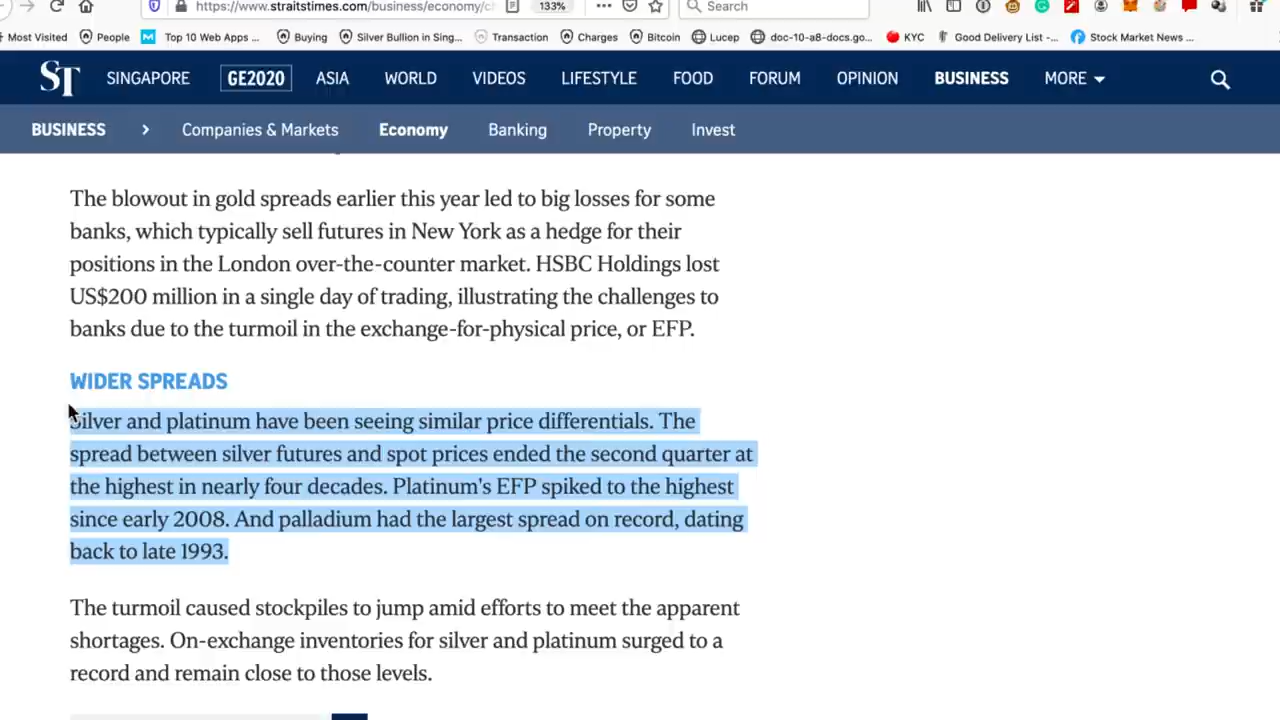 https://www.straitstimes.com/business/economy/c
133%
Search
Most Visited
People
Top 10 Web Apps ...
Buying
Silver Bullion in Sing...
Transaction
Charges
Bitcoin
Lucep
doc-10-a8-docs.go...
KYC
Good Delivery List -...
Stock Market News ...
ST
SINGAPORE
GE2020
ASIA
WORLD
VIDEOS
LIFESTYLE
FOOD
FORUM
OPINION
BUSINESS
MORE
BUSINESS
Companies & Markets
Economy
Banking
Property
Invest
The blowout in gold spreads earlier this year led to big losses for some
banks, which typically sell futures in New York as a hedge for their
positions in the London over-the-counter market. HSBC Holdings lost
US$200 million in a single day of trading, illustrating the challenges to
banks due to the turmoil in the exchange-for-physical price, or EFP.
WIDER SPREADS
Silver and platinum have been seeing similar price differentials. The
spread between silver futures and spot prices ended the second quarter at
the highest in nearly four decades. Platinum's EFP spiked to the highest
since early 2008. And palladium had the largest spread on record, dating
back to late 1993.
The turmoil caused stockpiles to jump amid efforts to meet the apparent
shortages. On-exchange inventories for silver and platinum surged to a
record and remain close to those levels.